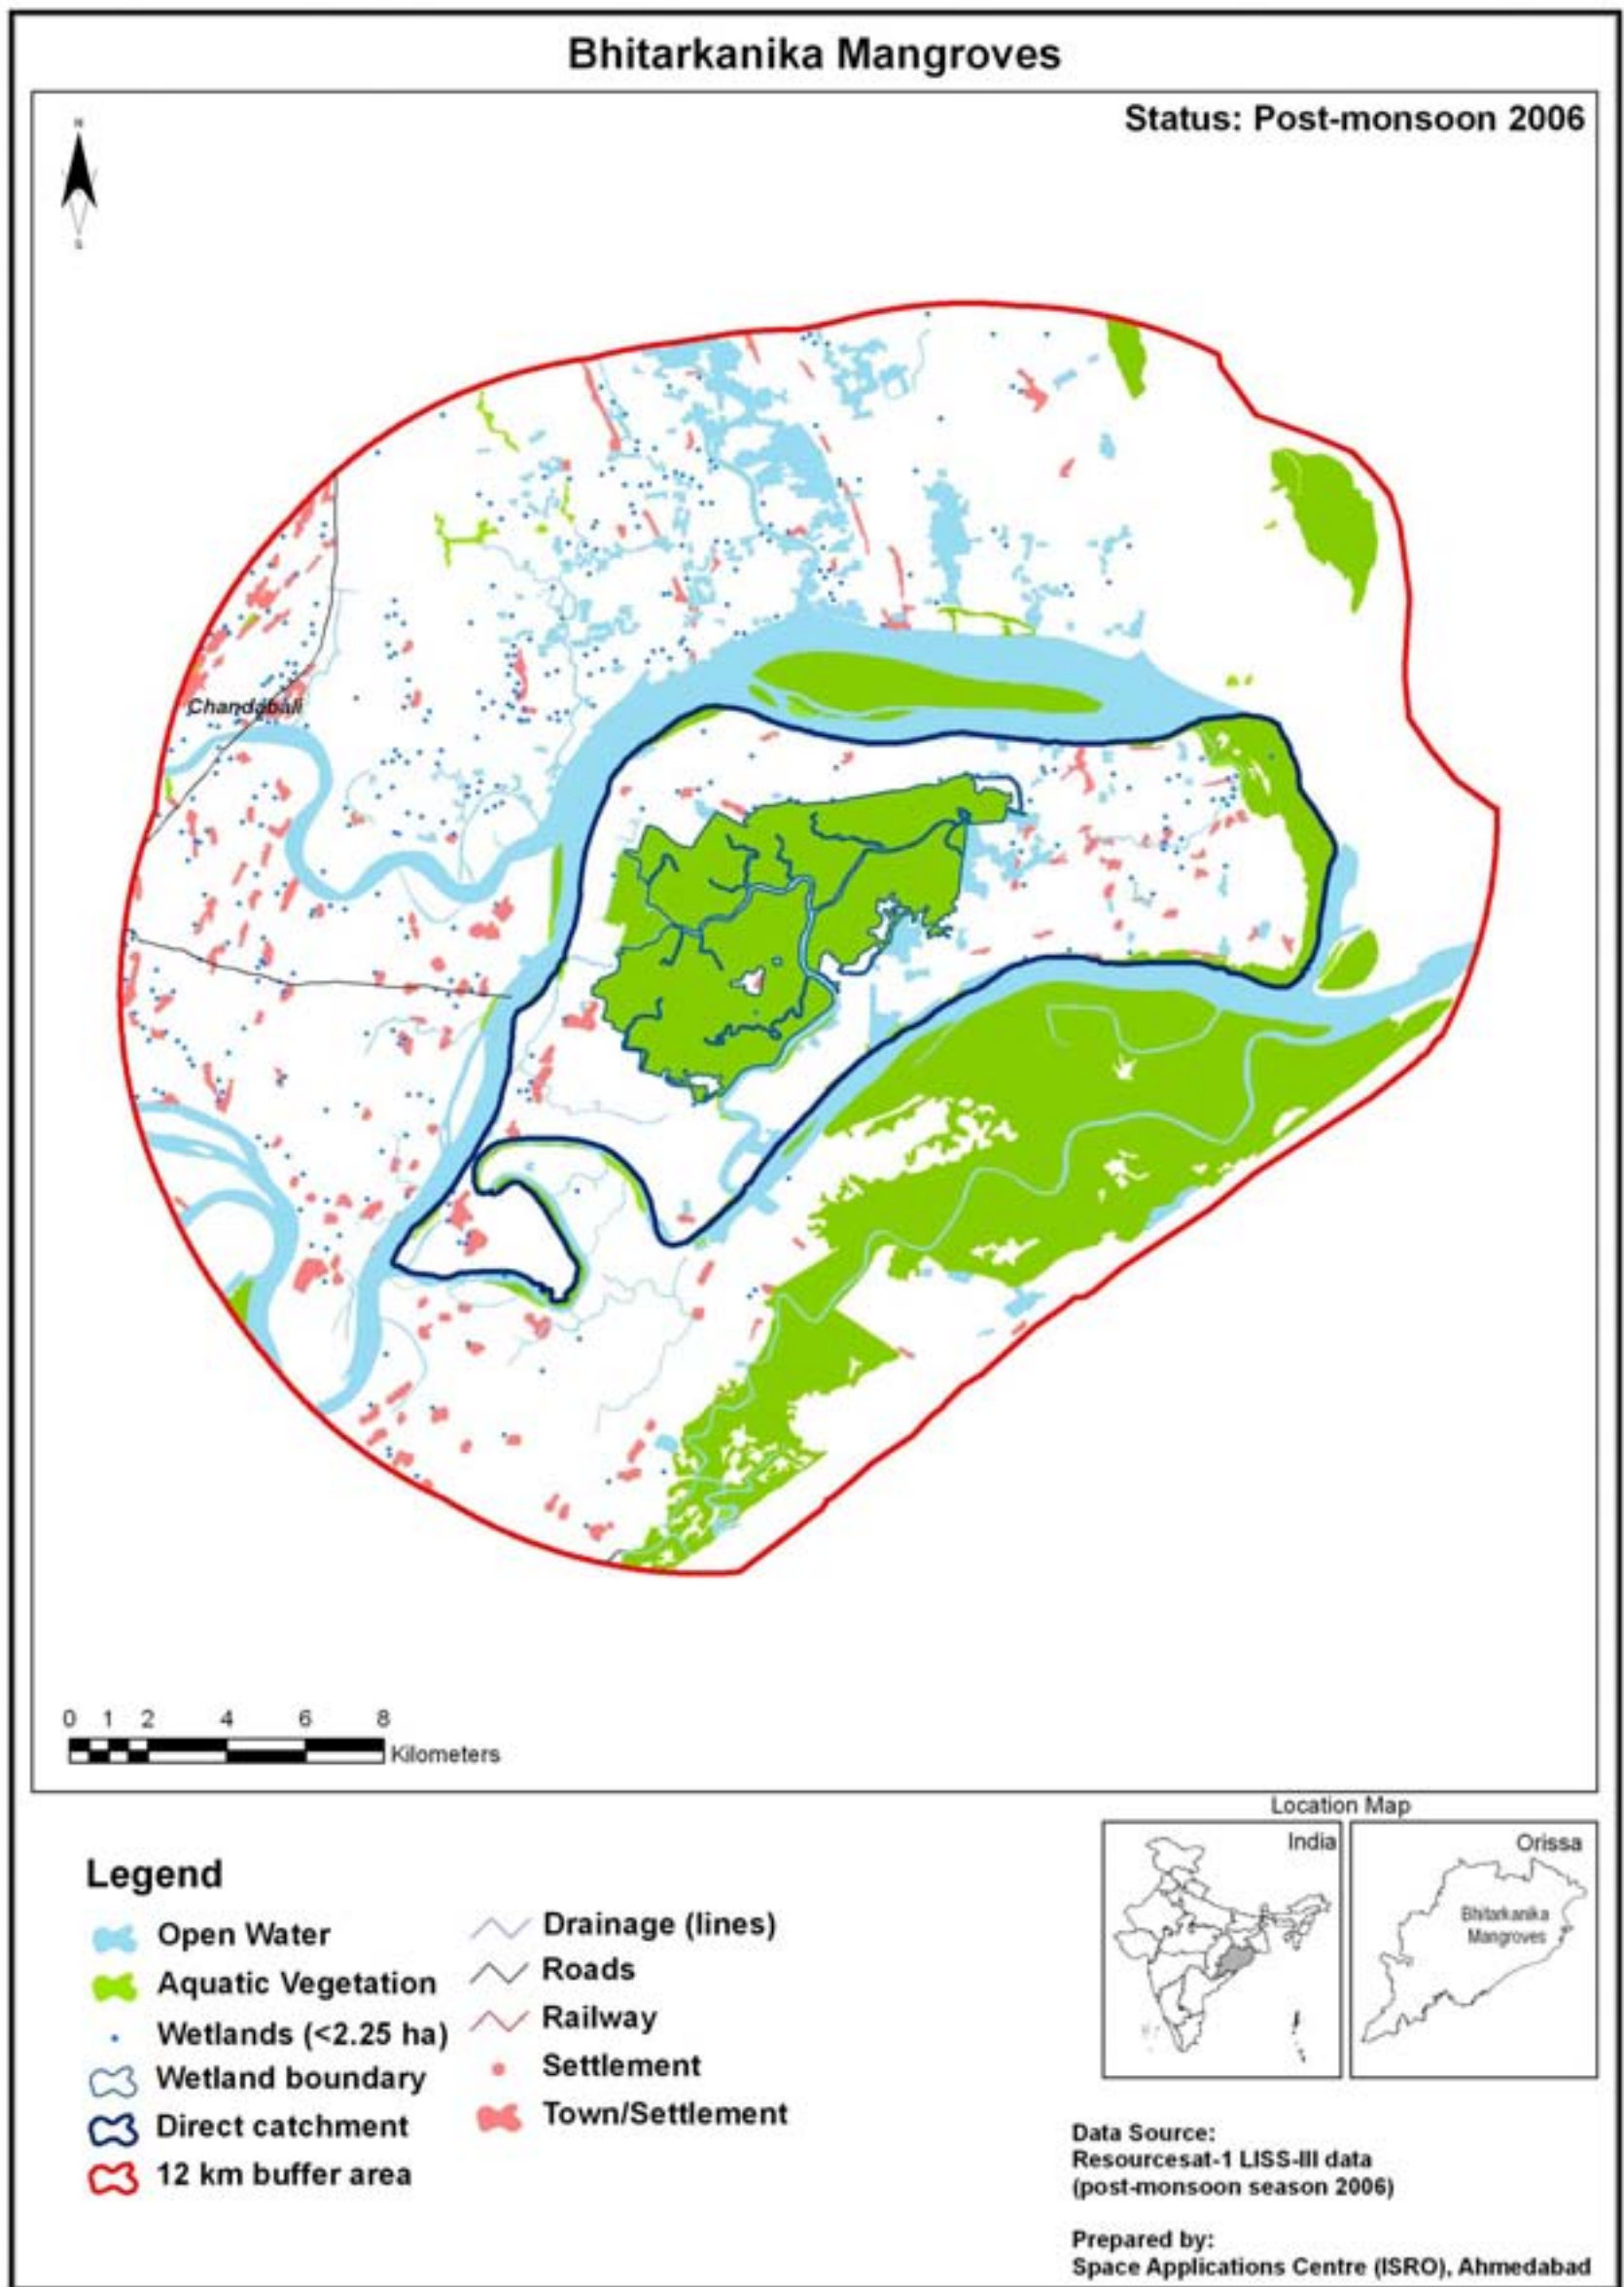 Bhitarkanika Mangroves
Status: Post-monsoon 2006
N
S
Chandabali
0 1 2 4 6 8
Kilometers
Location Map
India
Orissa
Bhitarkanika
Mangroves
Legend
Open Water
Aquatic Vegetation
Wetlands (<2.25 ha)
Wetland boundary
Direct catchment
12 km buffer area
Drainage (lines)
Roads
Railway
Settlement
Town/Settlement
Data Source:
Resourcesat-1 LISS-III data
(post-monsoon season 2006)
Prepared by:
Space Applications Centre (ISRO), Ahmedabad